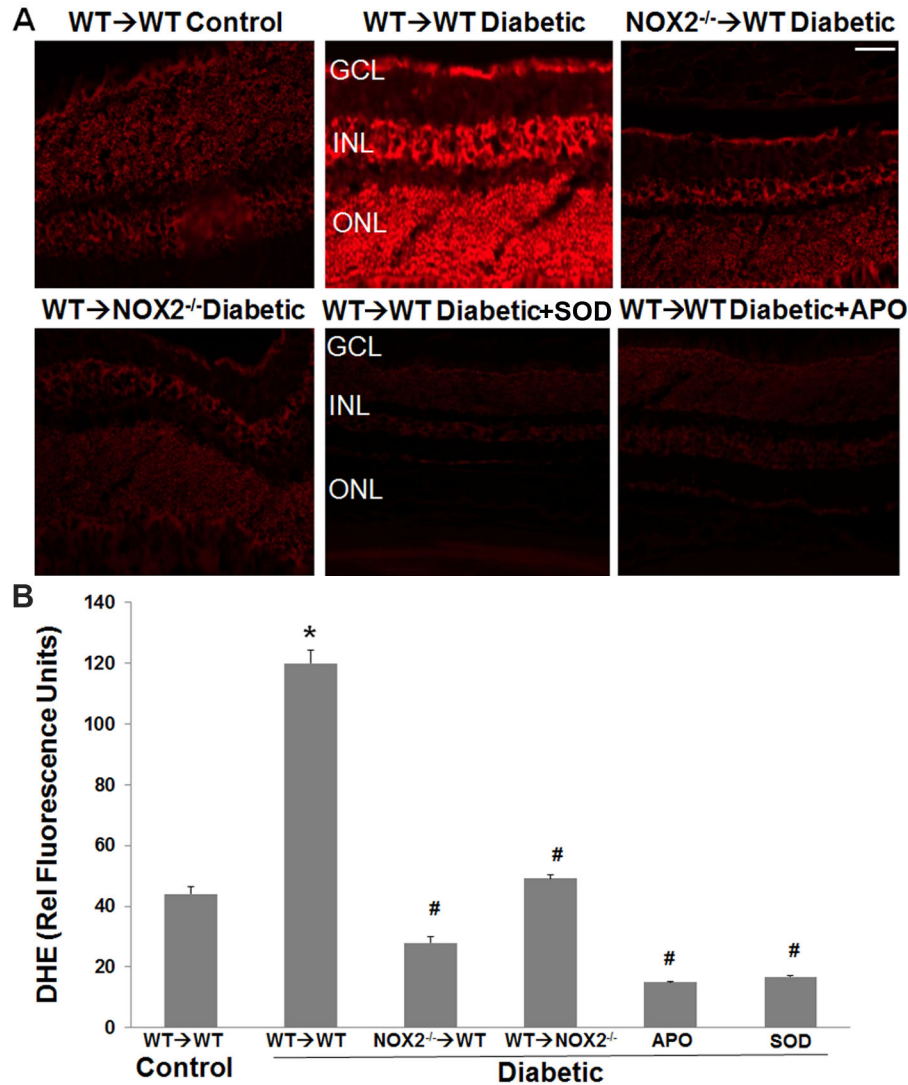 A
WT→WT Control
WT→WT Diabetic
NOX2-/-→WT Diabetic
GCL
INL
ONL
WT→NOX2-/-Diabetic
WT→WT Diabetic+SOD
WT→WT Diabetic+APO
GCL
INL
ONL
B
DHE (Rel Fluorescence Units)
140
120
100
80
60
40
20
0
*
#
#
#
#
WT→WT
WT→WT
NOX2-/-→WT
WT→NOX2-/-
APO
SOD
Control
Diabetic